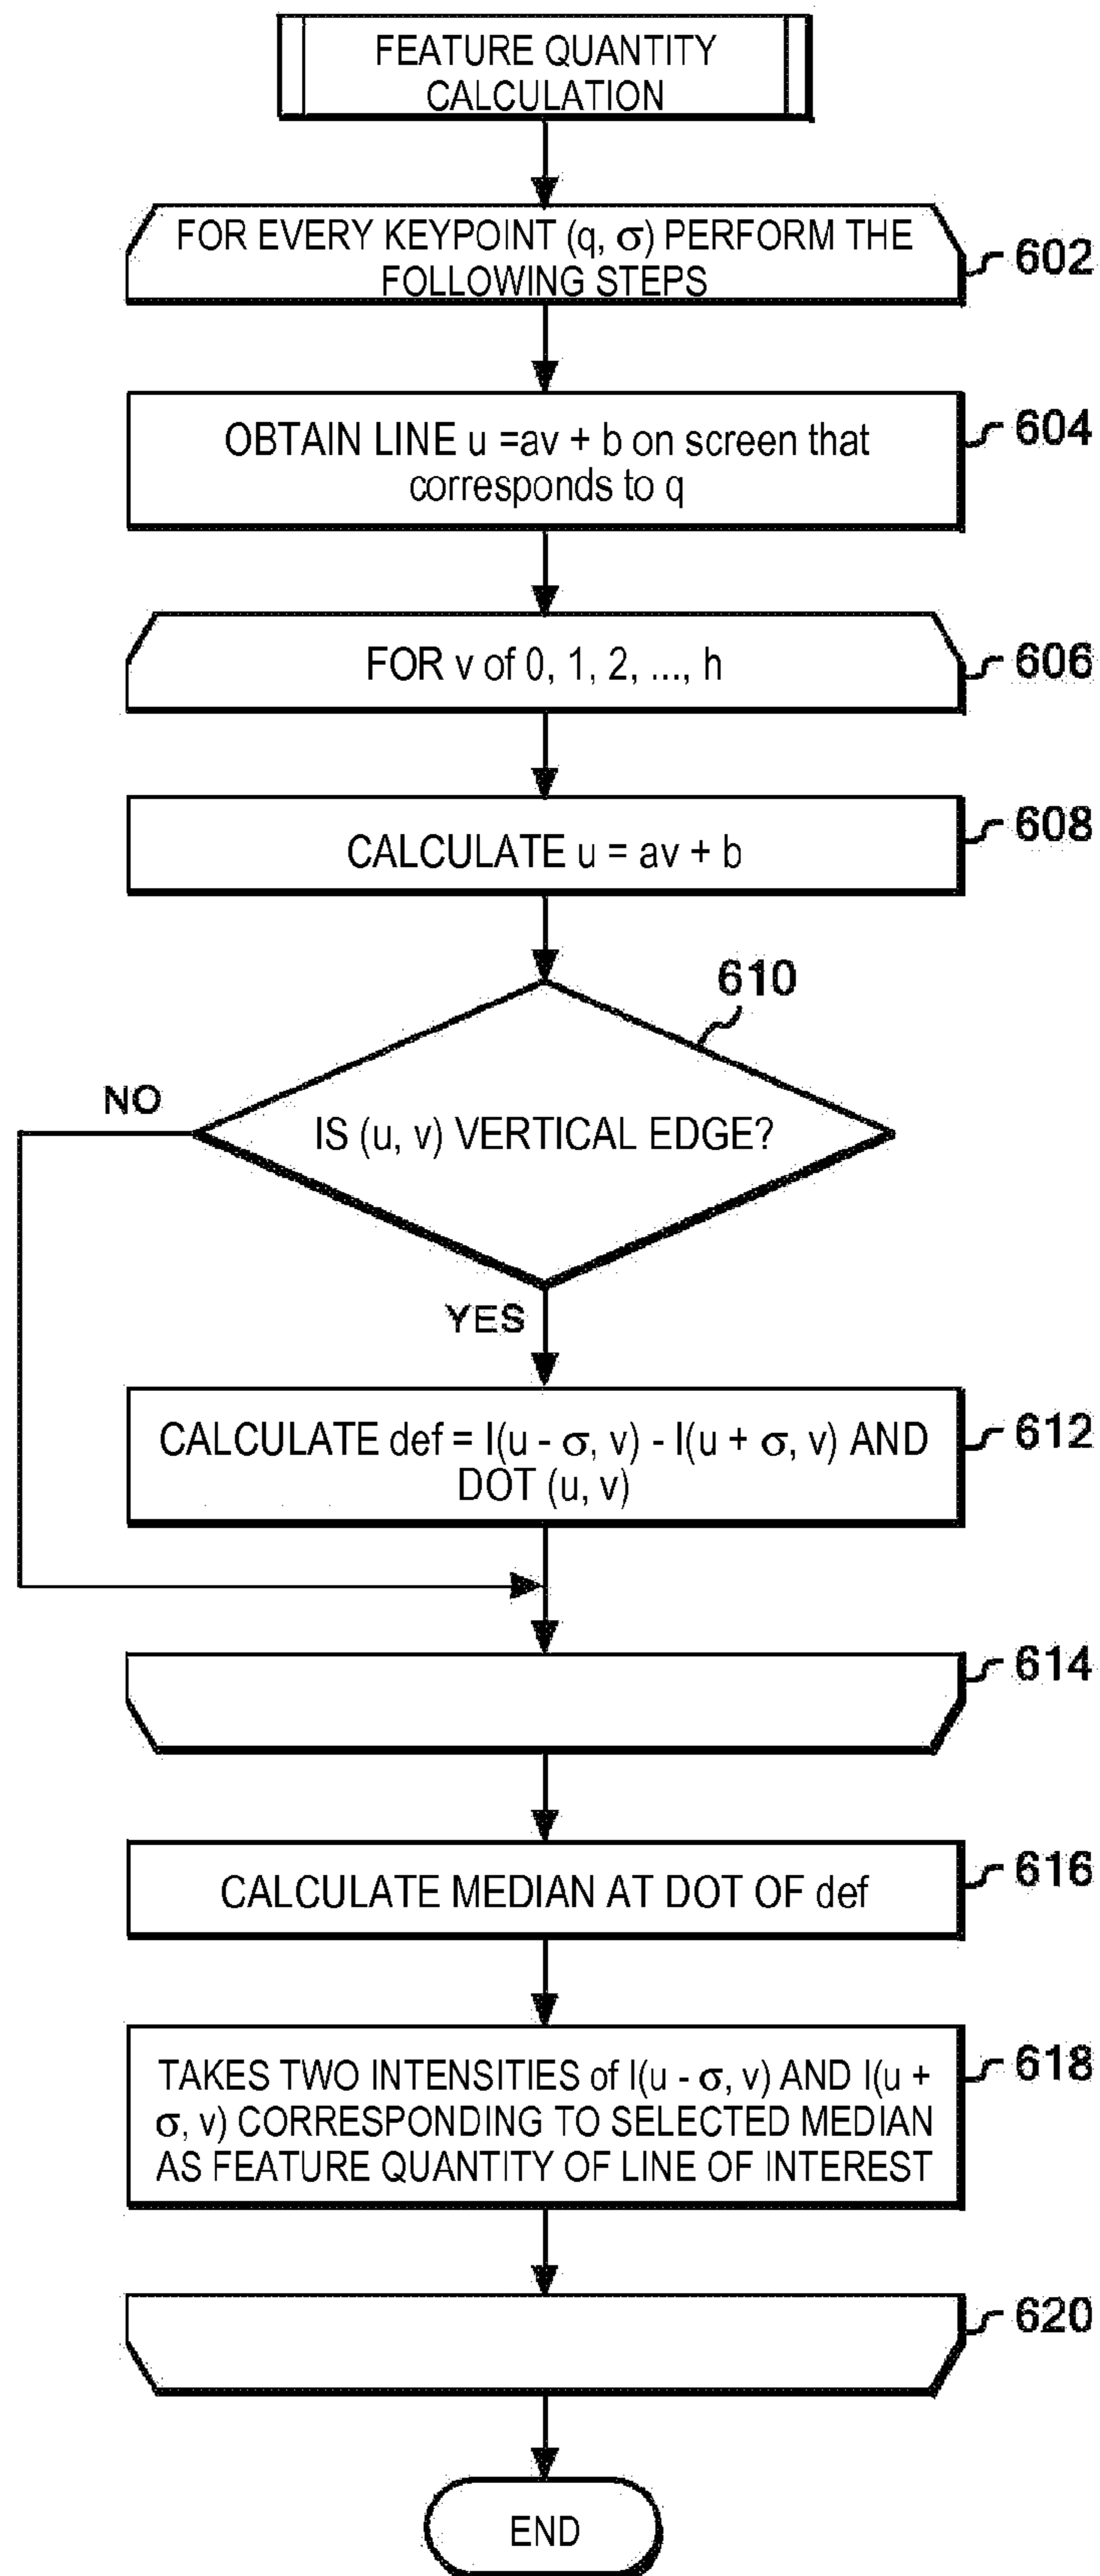 FEATURE QUANTITY
CALCULATION
FOR EVERY KEYPOINT (q, σ) PERFORM THE
FOLLOWING STEPS
602
OBTAIN LINE u =av + b on screen that
corresponds to q
604
FOR v of 0, 1, 2, ..., h
606
CALCULATE u = av + b
608
610
NO
IS (u, v) VERTICAL EDGE?
YES
CALCULATE def = I(u - σ, v) - I(u + σ, v) AND
DOT (u, v)
612
614
CALCULATE MEDIAN AT DOT OF def
616
TAKES TWO INTENSITIES of I(u - σ, v) AND I(u +
σ, v) CORRESPONDING TO SELECTED MEDIAN
AS FEATURE QUANTITY OF LINE OF INTEREST
618
620
END